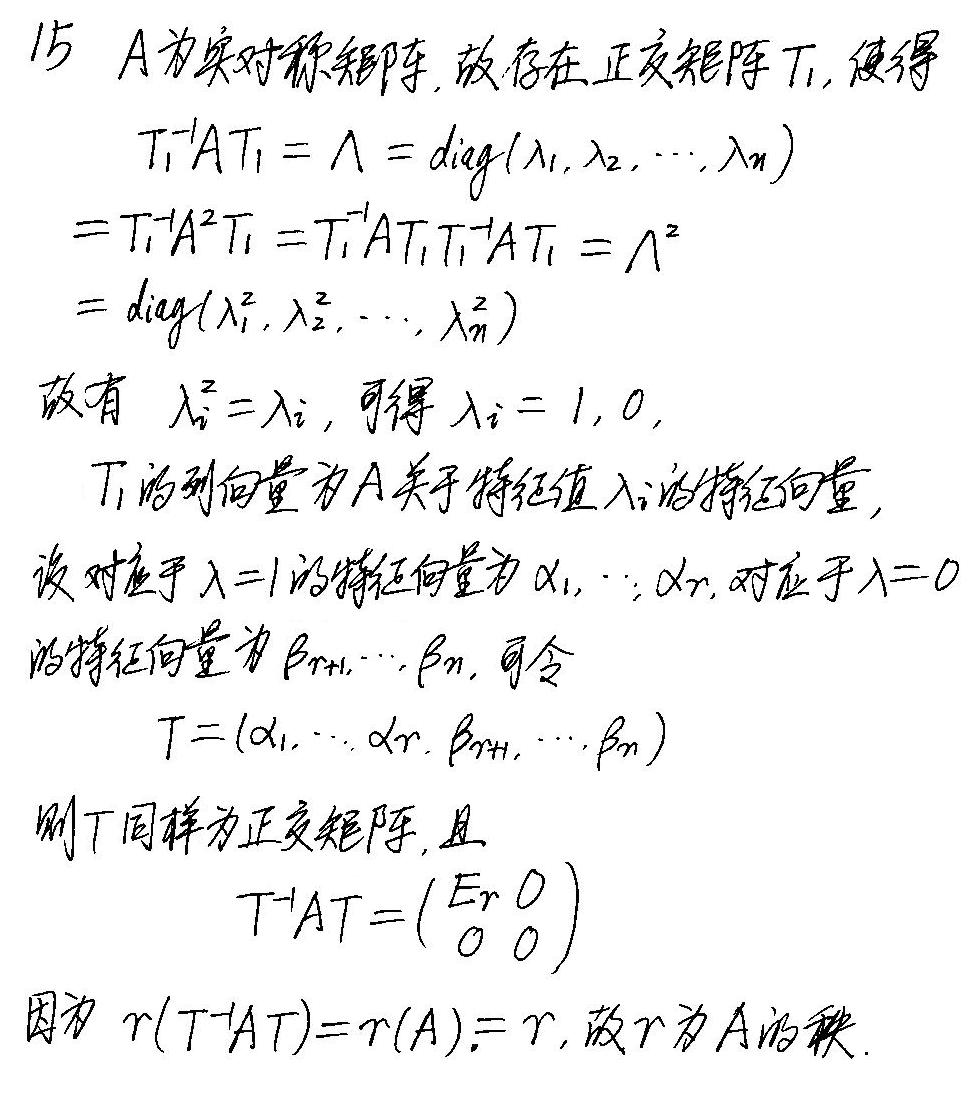 15 A为实对称矩阵,故存在正交矩阵T₁,使得
T₁⁻¹AT₁ = Λ = diag(λ₁,λ₂,⋯,λn)
=T₁⁻¹A²T₁ =T₁⁻¹AT₁T₁⁻¹AT₁ = Λ²
= diag(λ₁²,λ₂²,⋯,λn²)
故有 λi²=λi,可得λi = 1,0,
T₁的列向量为A关于特征值λi的特征向量,
设对应于λ=1的特征向量为α₁,⋯,αr,对应于λ=0
的特征向量为βr+1,⋯,βn,可令
T=(α₁,⋯,αr,βr+1,⋯,βn)
则T同样为正交矩阵,且
T⁻¹AT=(Er 0
0 0)
因为 r(T⁻¹AT)=r(A)=r,故r为A的秩.